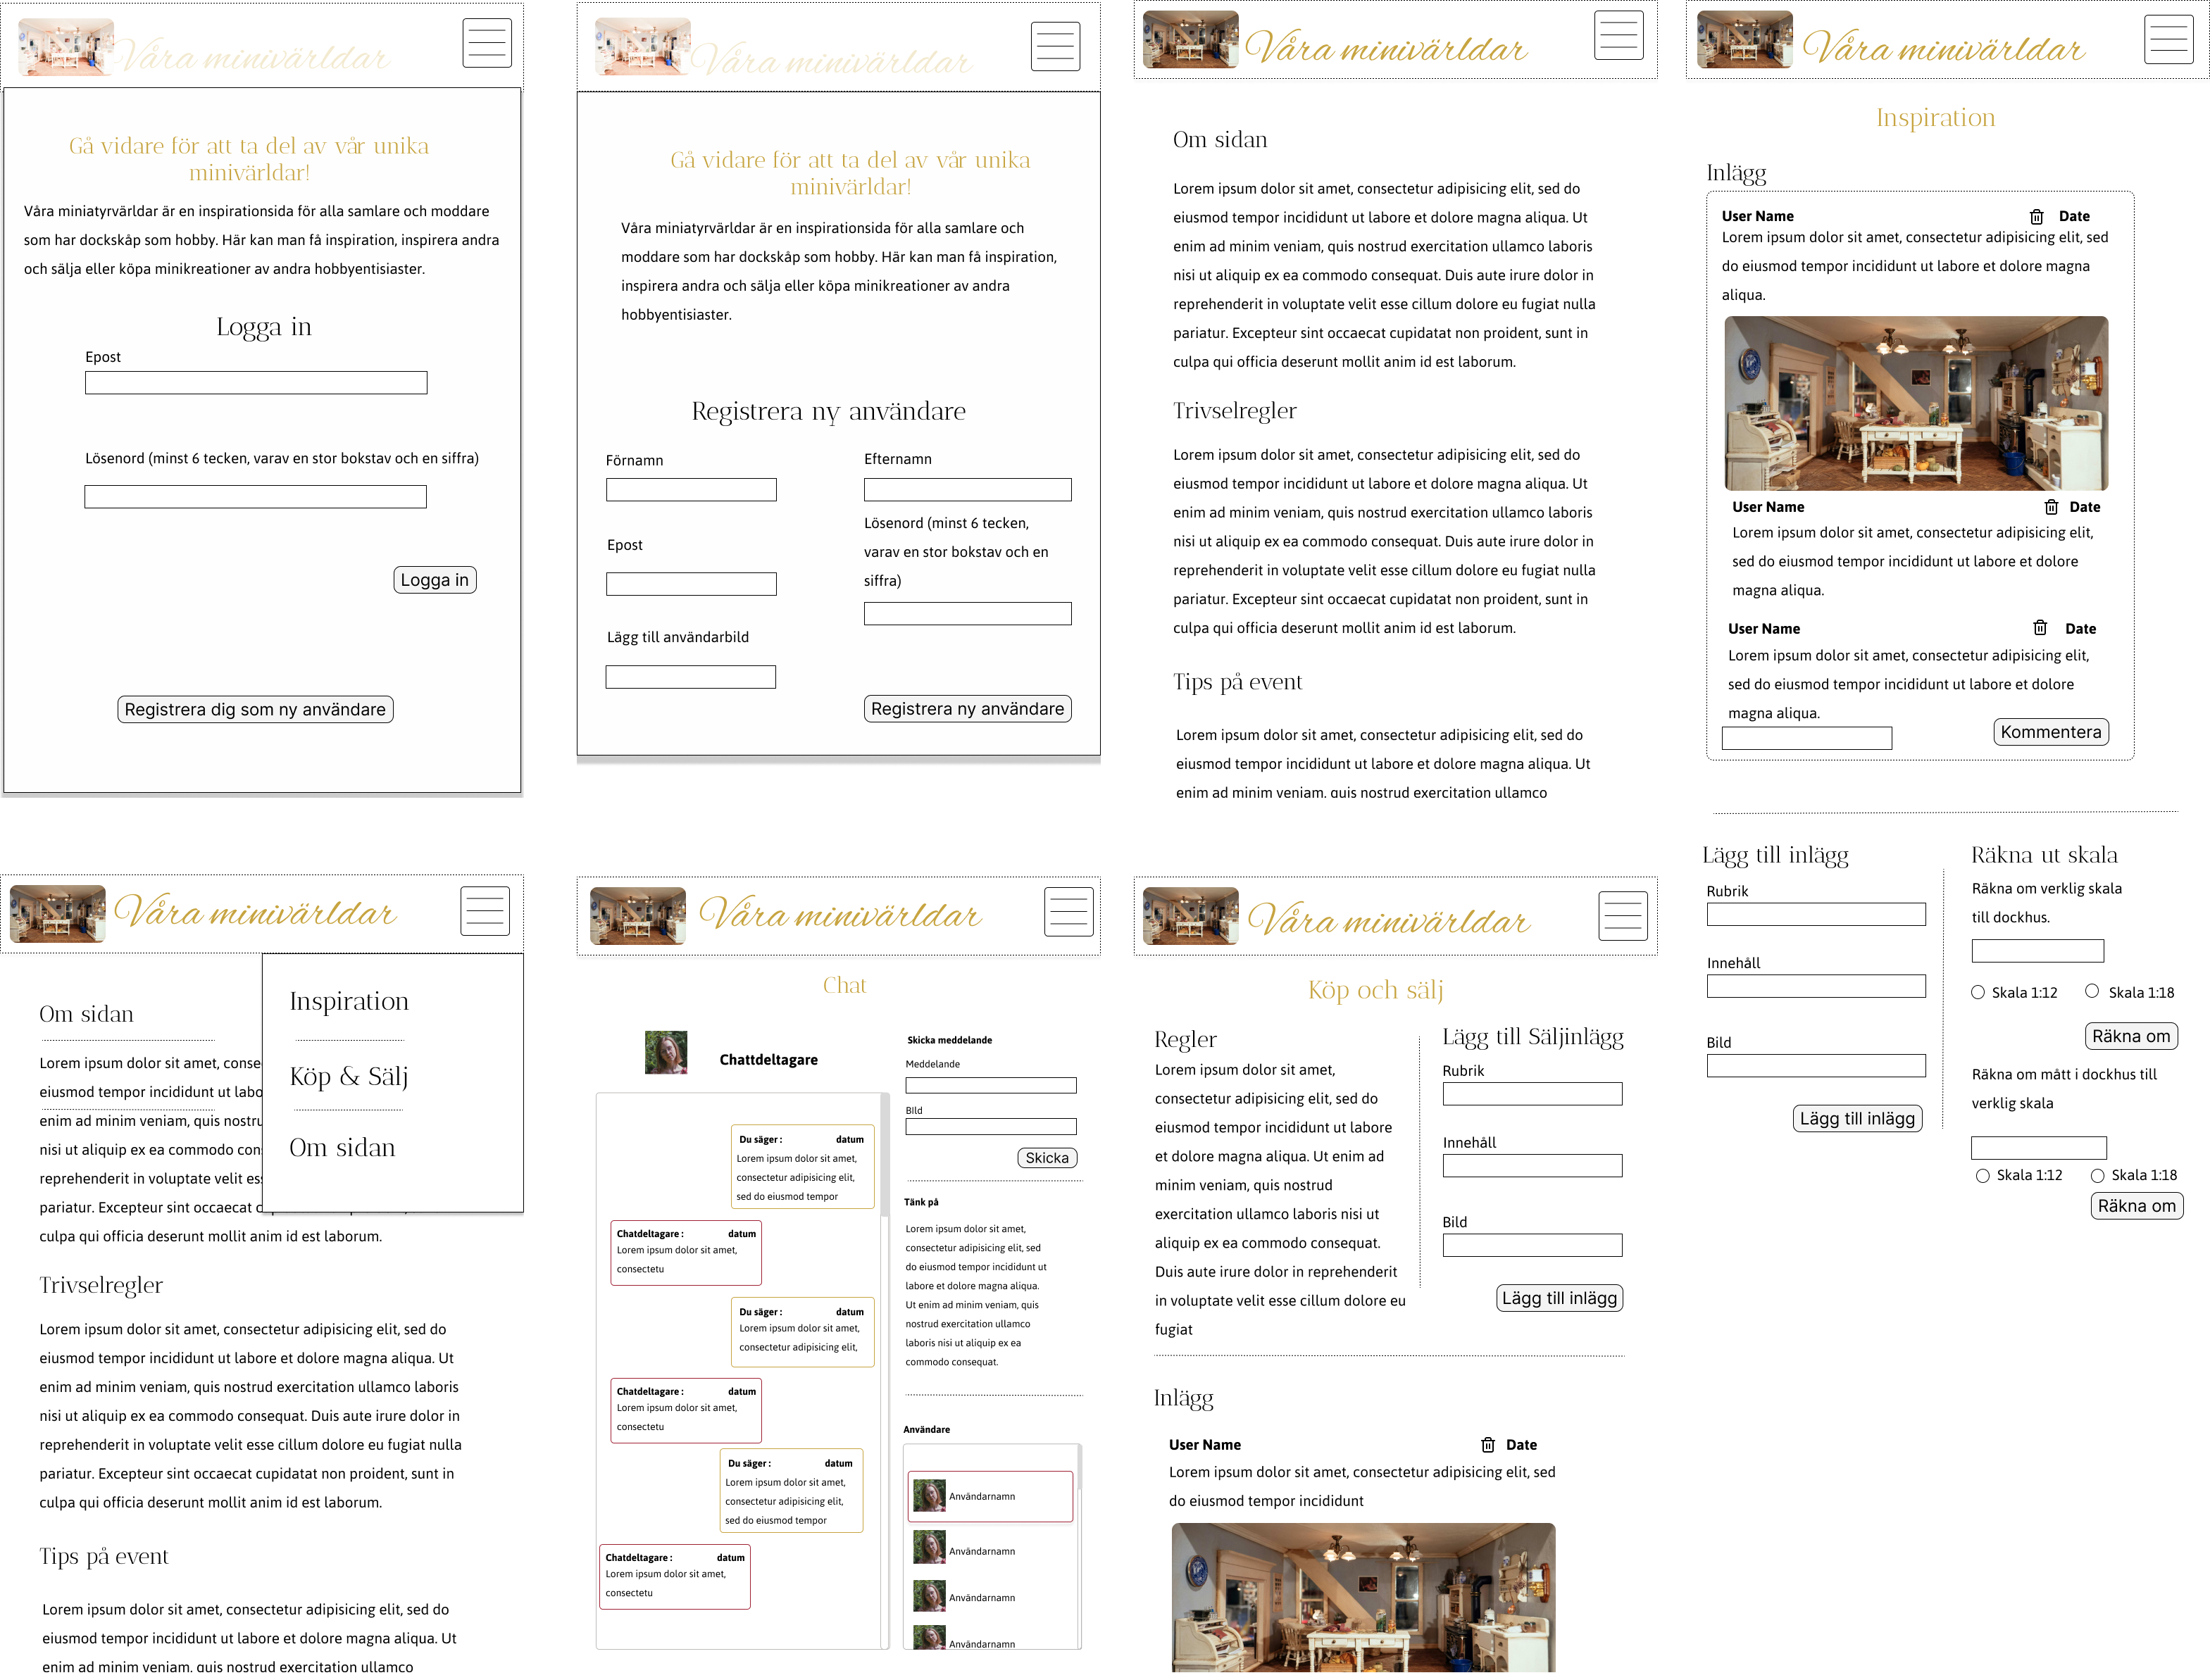 Våra minivärldar
Gå vidare för att ta del av vår unika
minivärldar!
Våra miniatyrvärldar är en inspirationsida för alla samlare och moddare
som har dockskåp som hobby. Här kan man få inspiration, inspirera andra
och sälja eller köpa minikreationer av andra hobbyentisiaster.
Logga in
Epost
Lösenord (minst 6 tecken, varav en stor bokstav och en siffra)
Logga in
Registrera dig som ny användare
Våra minivärldar
Gå vidare för att ta del av vår unika
minivärldar!
Våra miniatyrvärldar är en inspirationsida för alla samlare och
moddare som har dockskåp som hobby. Här kan man få inspiration,
inspirera andra och sälja eller köpa minikreationer av andra
hobbyentisiaster.
Registrera ny användare
Förnamn
Efternamn
Epost
Lösenord (minst 6 tecken,
varav en stor bokstav och en
siffra)
Lägg till användarbild
Registrera ny användare
Våra minivärldar
Om sidan
Lorem ipsum dolor sit amet, consectetur adipisicing elit, sed do
eiusmod tempor incididunt ut labore et dolore magna aliqua. Ut
enim ad minim veniam, quis nostrud exercitation ullamco laboris
nisi ut aliquip ex ea commodo consequat. Duis aute irure dolor in
reprehenderit in voluptate velit esse cillum dolore eu fugiat nulla
pariatur. Excepteur sint occaecat cupidatat non proident, sunt in
culpa qui officia deserunt mollit anim id est laborum.
Trivselregler
Lorem ipsum dolor sit amet, consectetur adipisicing elit, sed do
eiusmod tempor incididunt ut labore et dolore magna aliqua. Ut
enim ad minim veniam, quis nostrud exercitation ullamco laboris
nisi ut aliquip ex ea commodo consequat. Duis aute irure dolor in
reprehenderit in voluptate velit esse cillum dolore eu fugiat nulla
pariatur. Excepteur sint occaecat cupidatat non proident, sunt in
culpa qui officia deserunt mollit anim id est laborum.
Tips på event
Lorem ipsum dolor sit amet, consectetur adipisicing elit, sed do
eiusmod tempor incididunt ut labore et dolore magna aliqua. Ut
enim ad minim veniam, quis nostrud exercitation ullamco
Våra minivärldar
Inspiration
Inlägg
User Name Date
Lorem ipsum dolor sit amet, consectetur adipisicing elit, sed
do eiusmod tempor incididunt ut labore et dolore magna
aliqua.
User Name Date
Lorem ipsum dolor sit amet, consectetur adipisicing elit,
sed do eiusmod tempor incididunt ut labore et dolore
magna aliqua.
User Name Date
Lorem ipsum dolor sit amet, consectetur adipisicing elit,
sed do eiusmod tempor incididunt ut labore et dolore
magna aliqua.
Kommentera
Lägg till inlägg
Rubrik
Innehåll
Bild
Lägg till inlägg
Räkna ut skala
Räkna om verklig skala
till dockhus.
Skala 1:12 Skala 1:18
Räkna om
Räkna om mått i dockhus till
verklig skala
Skala 1:12 Skala 1:18
Räkna om
Våra minivärldar
Inspiration
Köp & Sälj
Om sidan
Om sidan
Lorem ipsum dolor sit amet, conse
eiusmod tempor incididunt ut labo
enim ad minim veniam, quis nostru
nisi ut aliquip ex ea commodo con
reprehenderit in voluptate velit es
pariatur. Excepteur sint occaecat
culpa qui officia deserunt mollit anim id est laborum.
Trivselregler
Lorem ipsum dolor sit amet, consectetur adipisicing elit, sed do
eiusmod tempor incididunt ut labore et dolore magna aliqua. Ut
enim ad minim veniam, quis nostrud exercitation ullamco laboris
nisi ut aliquip ex ea commodo consequat. Duis aute irure dolor in
reprehenderit in voluptate velit esse cillum dolore eu fugiat nulla
pariatur. Excepteur sint occaecat cupidatat non proident, sunt in
culpa qui officia deserunt mollit anim id est laborum.
Tips på event
Lorem ipsum dolor sit amet, consectetur adipisicing elit, sed do
eiusmod tempor incididunt ut labore et dolore magna aliqua. Ut
enim ad minim veniam, quis nostrud exercitation ullamco
Våra minivärldar
Chat
Chattdeltagare
Du säger : datum
Lorem ipsum dolor sit amet,
consectetur adipisicing elit,
sed do eiusmod tempor
Chatdeltagare : datum
Lorem ipsum dolor sit amet,
consectetu
Du säger : datum
Lorem ipsum dolor sit amet,
consectetur adipisicing elit,
Chatdeltagare : datum
Lorem ipsum dolor sit amet,
consectetu
Du säger : datum
Lorem ipsum dolor sit amet,
consectetur adipisicing elit,
sed do eiusmod tempor
Chatdeltagare : datum
Lorem ipsum dolor sit amet,
consectetu
Skicka meddelande
Meddelande
BIld
Skicka
Tänk på
Lorem ipsum dolor sit amet,
consectetur adipisicing elit, sed
do eiusmod tempor incididunt ut
labore et dolore magna aliqua.
Ut enim ad minim veniam, quis
nostrud exercitation ullamco
laboris nisi ut aliquip ex ea
commodo consequat.
Användare
Användarnamn
Användarnamn
Användarnamn
Användarnamn
Våra minivärldar
Köp och sälj
Regler
Lorem ipsum dolor sit amet,
consectetur adipisicing elit, sed do
eiusmod tempor incididunt ut labore
et dolore magna aliqua. Ut enim ad
minim veniam, quis nostrud
exercitation ullamco laboris nisi ut
aliquip ex ea commodo consequat.
Duis aute irure dolor in reprehenderit
in voluptate velit esse cillum dolore eu
fugiat
Lägg till Säljinlägg
Rubrik
Innehåll
Bild
Lägg till inlägg
Inlägg
User Name Date
Lorem ipsum dolor sit amet, consectetur adipisicing elit, sed
do eiusmod tempor incididunt